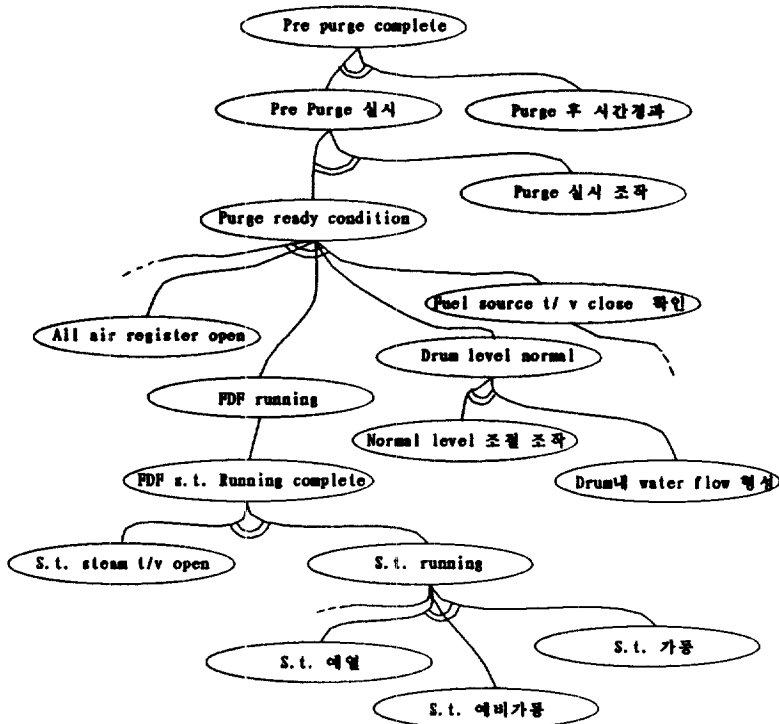 Pre purge complete
Pre Purge 실시
Purge 후 시간경과
Purge 실시 조작
Purge ready condition
Fuel source t/ v close 확인
All air register open
Drum level normal
FDF running
Normal level 조절 조작
FDF s.t. Running complete
Drum내 water flow 형성
S.t. steam t/v open
S.t. running
S.t. 가동
S.t. 예열
S.t. 예비가동